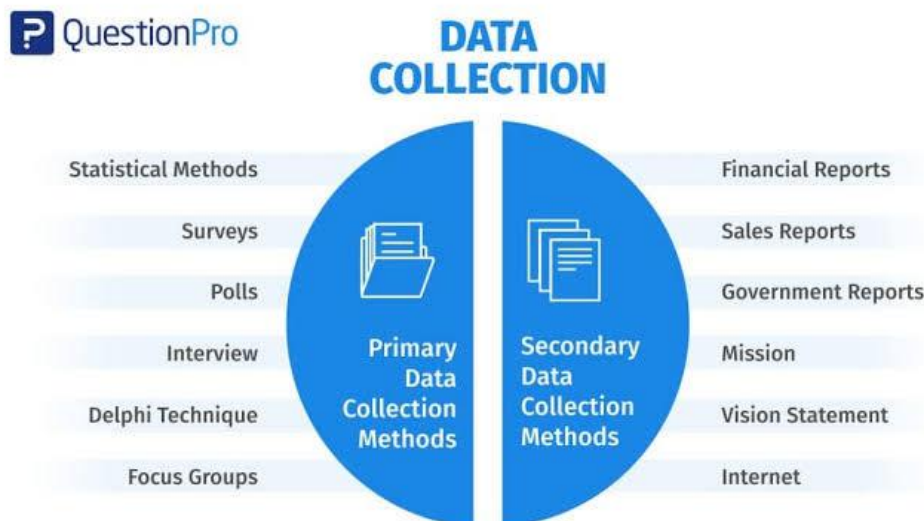 QuestionPro
DATA
COLLECTION
Statistical Methods
Surveys
Polls
Interview
Delphi Technique
Focus Groups
Primary
Data
Collection
Methods
Secondary
Data
Collection
Methods
Financial Reports
Sales Reports
Government Reports
Mission
Vision Statement
Internet